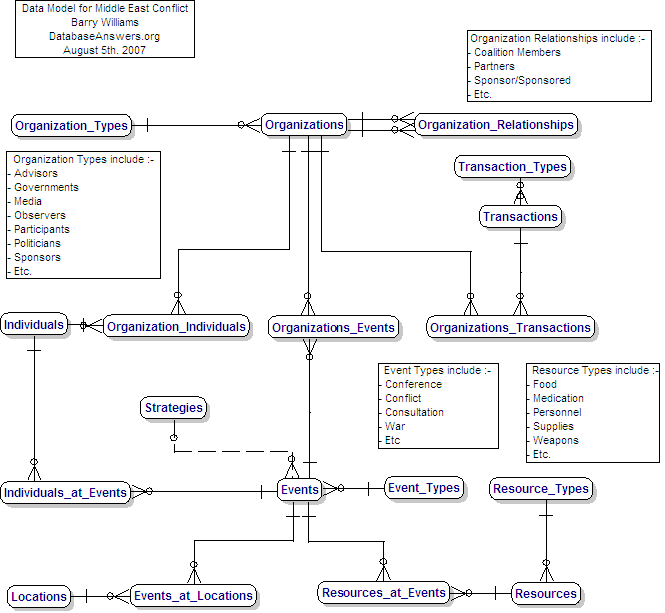 Data Model for Middle East Conflict
Barry Williams
DatabaseAnswers.org
August 5th. 2007
Organization Relationships include :-
- Coalition Members
- Partners
- Sponsor/Sponsored
- Etc.
Organization_Types
Organizations
Organization_Relationships
Organization Types include :-
- Advisors
- Governments
- Media
- Observers
- Participants
- Politicians
- Sponsors
- Etc.
Transaction_Types
Transactions
Individuals
Organization_Individuals
Organizations_Events
Organizations_Transactions
Event Types include :-
- Conference
- Conflict
- Consultation
- War
- Etc
Resource Types include :-
- Food
- Medication
- Personnel
- Supplies
- Weapons
- Etc.
Strategies
Individuals_at_Events
Events
Event_Types
Resource_Types
Locations
Events_at_Locations
Resources_at_Events
Resources